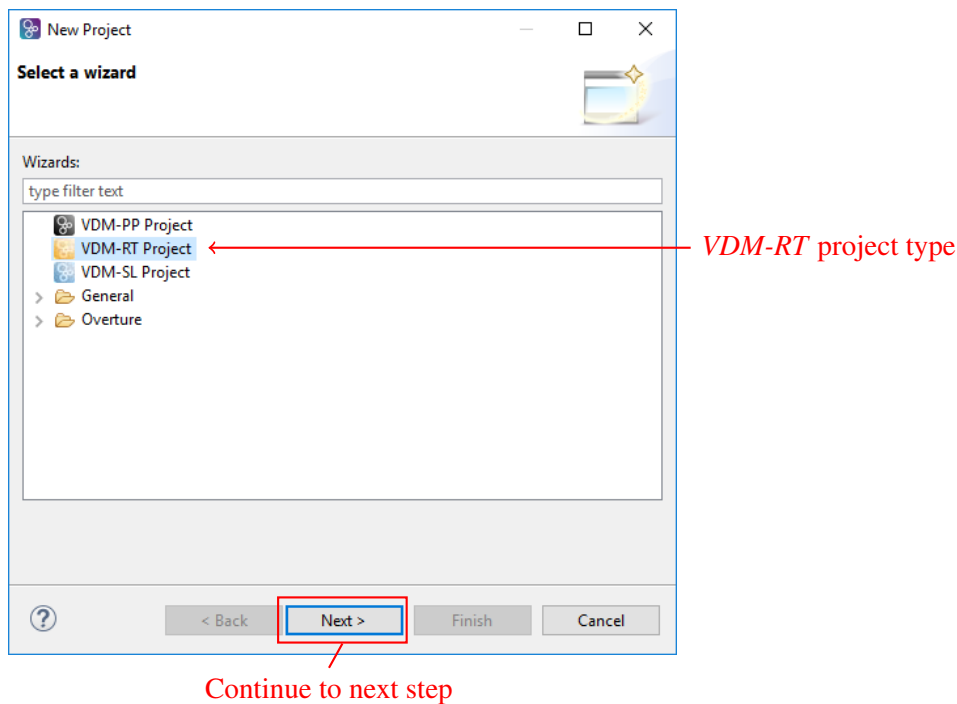 New Project
Select a wizard
Wizards:
type filter text
VDM-PP Project
VDM-RT Project
VDM-RT project type
VDM-SL Project
General
Overture
?
< Back
Next >
Finish
Cancel
Continue to next step